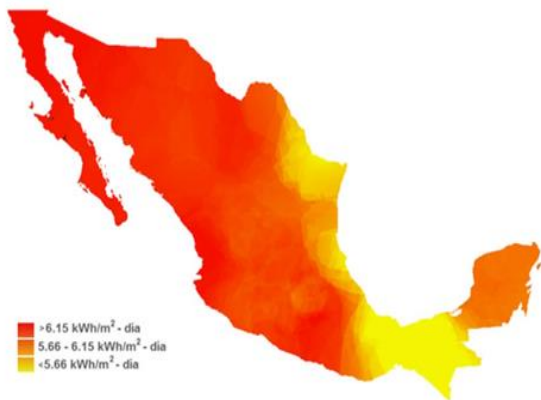 >6.15 kWh/m² - dia
5.66 - 6.15 kWh/m² - dia
<5.66 kWh/m² - dia